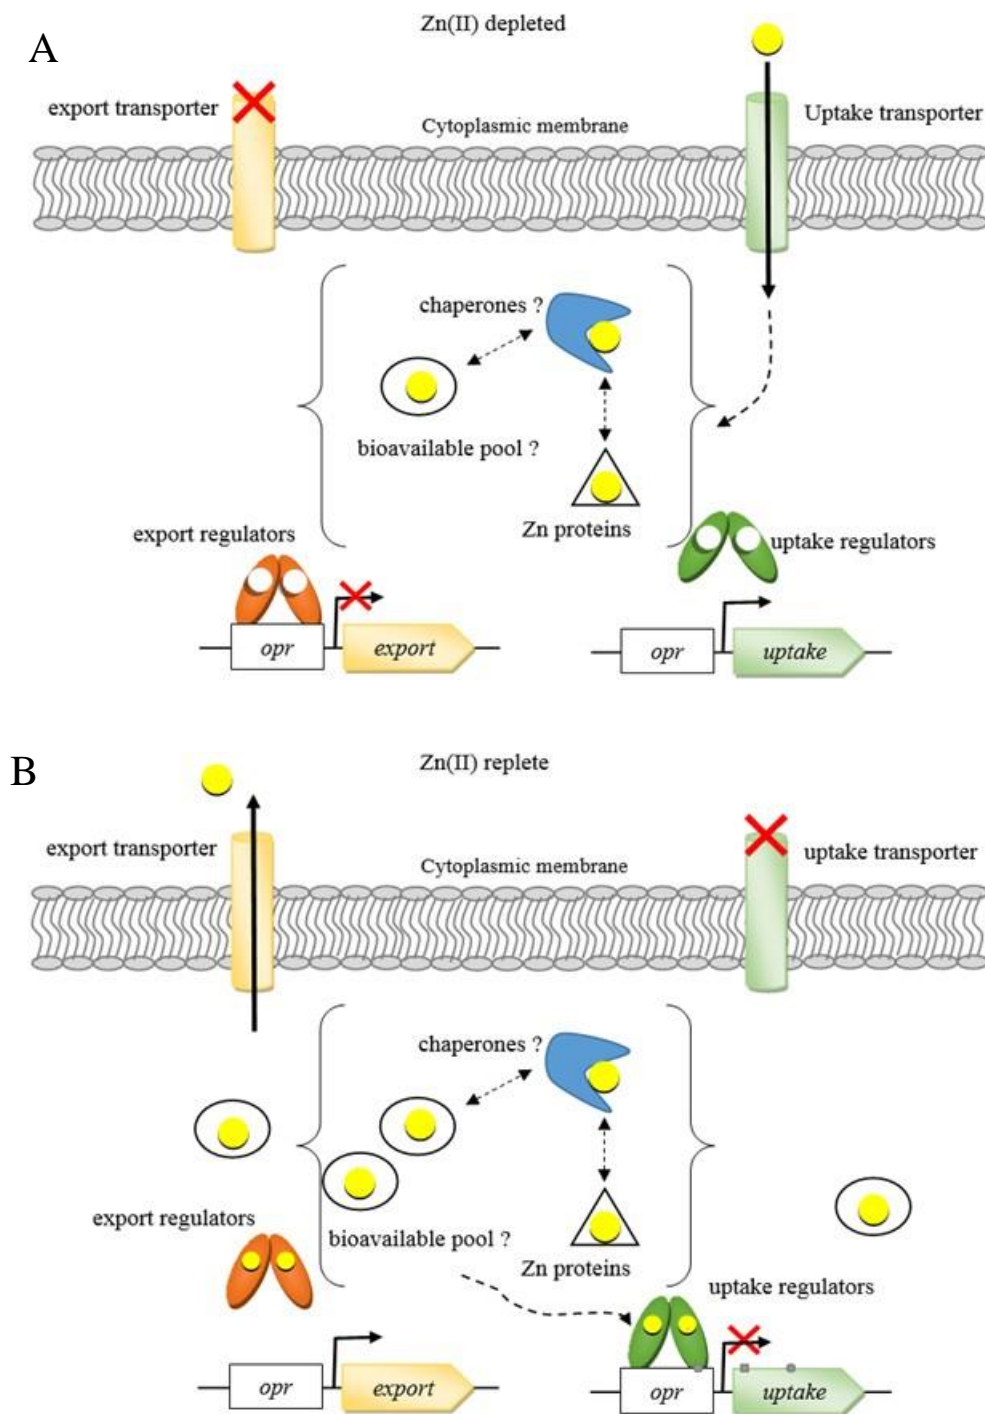 A
Zn(II) depleted
export transporter
Cytoplasmic membrane
Uptake transporter
chaperones ?
bioavailable pool ?
Zn proteins
export regulators
uptake regulators
opr
export
opr
uptake
B
Zn(II) replete
export transporter
Cytoplasmic membrane
uptake transporter
chaperones ?
export regulators
bioavailable pool ?
Zn proteins
uptake regulators
opr
export
opr
uptake